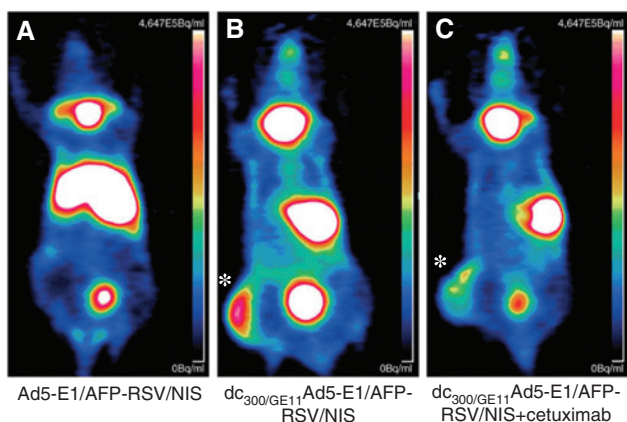 A
4,647E5Bq/ml
0Bq/ml
Ad5-E1/AFP-RSV/NIS
B
4,647E5Bq/ml
*
0Bq/ml
dc300/GE11Ad5-E1/AFP-
RSV/NIS
C
4,647E5Bq/ml
*
0Bq/ml
dc300/GE11Ad5-E1/AFP-
RSV/NIS+cetuximab